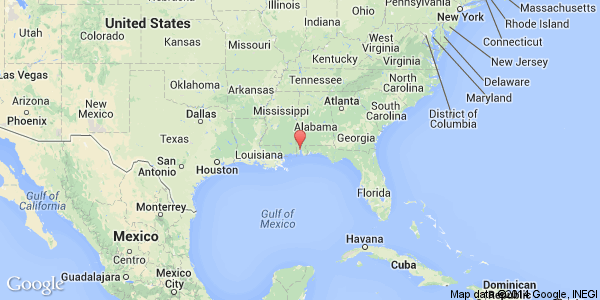 Massachusetts
Pennsylvania
New York
Illinois
United States
Indiana
Ohio
Rhode Island
Colorado
Kansas
Missouri
West
Virginia
Kentucky
Virginia
Connecticut
New Jersey
Las Vegas
Oklahoma
Arkansas
Tennessee
North
Carolina
Delaware
Maryland
Arizona
Phoenix
New
Mexico
Dallas
Mississippi
Atlanta
South
Carolina
District of
Columbia
Texas
Alabama
Georgia
San
Antonio
Houston
Louisiana
Gulf of
California
Monterrey
Florida
Gulf of
Mexico
Mexico
Havana
Centro
Cuba
Guadalajara
Mexico
City
Dominican
Republic
Google
Map data ©2014 Google, INEGI